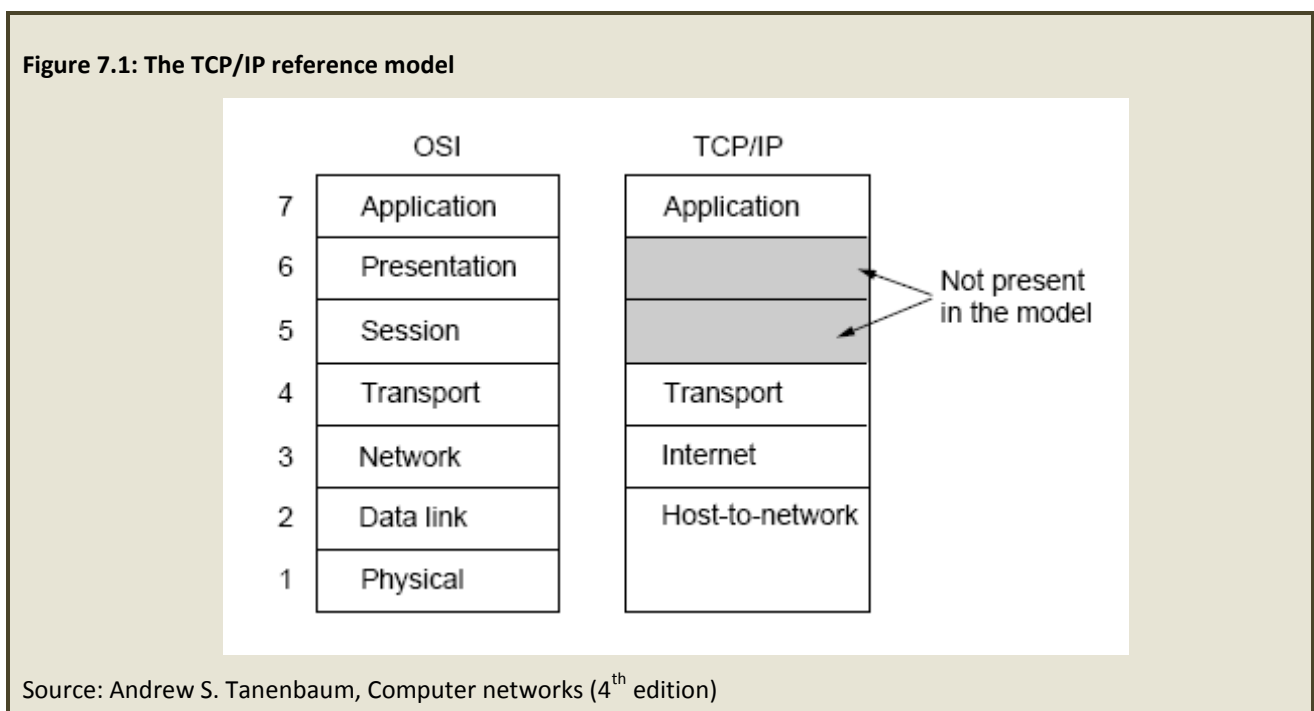 Figure 7.1: The TCP/IP reference model
OSI TCP/IP
7 Application Application
6 Presentation
Not present
in the model
5 Session
4 Transport Transport
3 Network Internet
2 Data link Host-to-network
1 Physical
Source: Andrew S. Tanenbaum, Computer networks (4th edition)